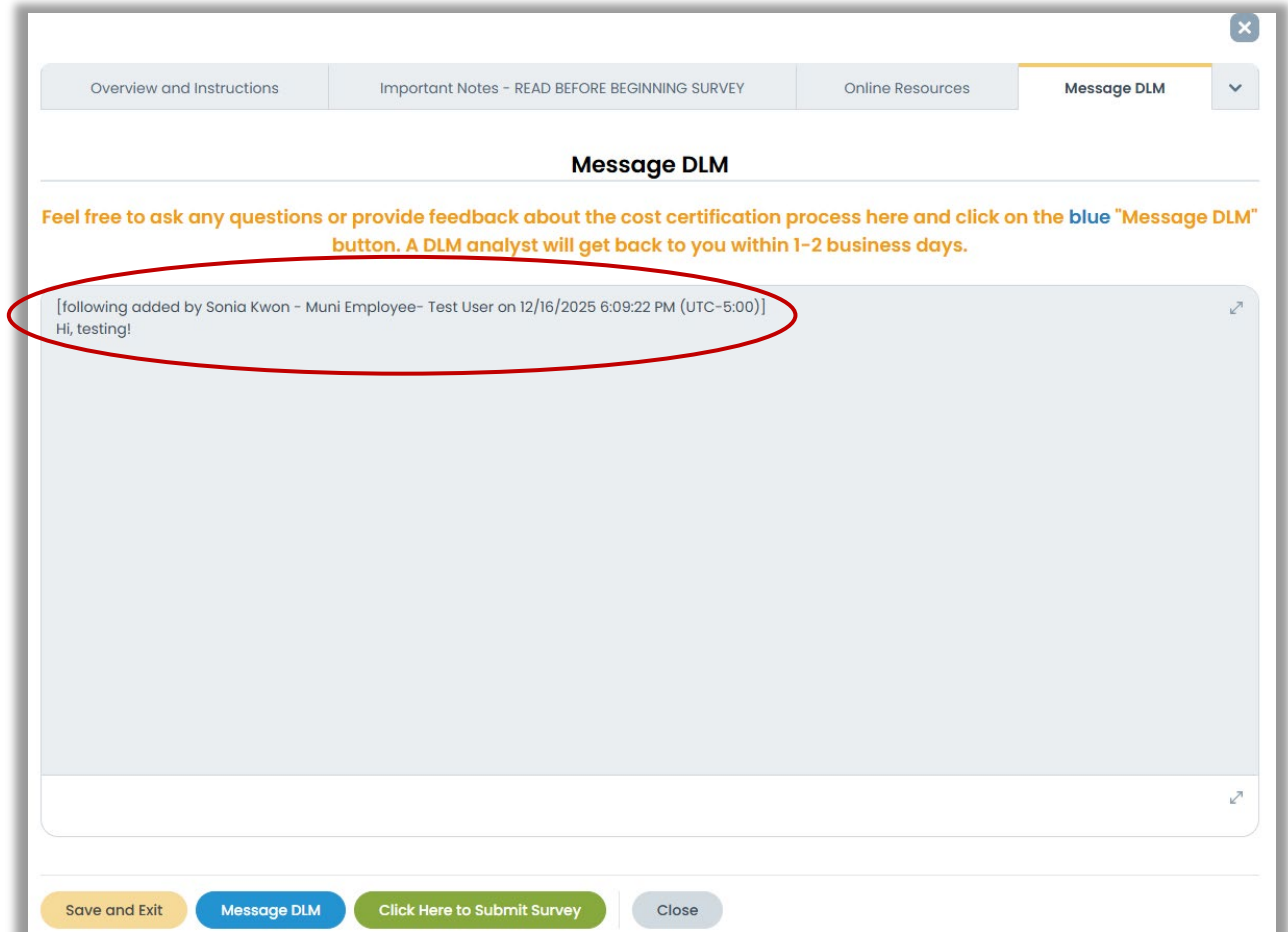 Overview and Instructions
Important Notes - READ BEFORE BEGINNING SURVEY
Online Resources
Message DLM
Message DLM
Feel free to ask any questions or provide feedback about the cost certification process here and click on the blue "Message DLM"
button. A DLM analyst will get back to you within 1-2 business days.
[following added by Sonia Kwon - Muni Employee- Test User on 12/16/2025 6:09:22 PM (UTC-5:00)]
Hi, testing!
Save and Exit
Message DLM
Click Here to Submit Survey
Close